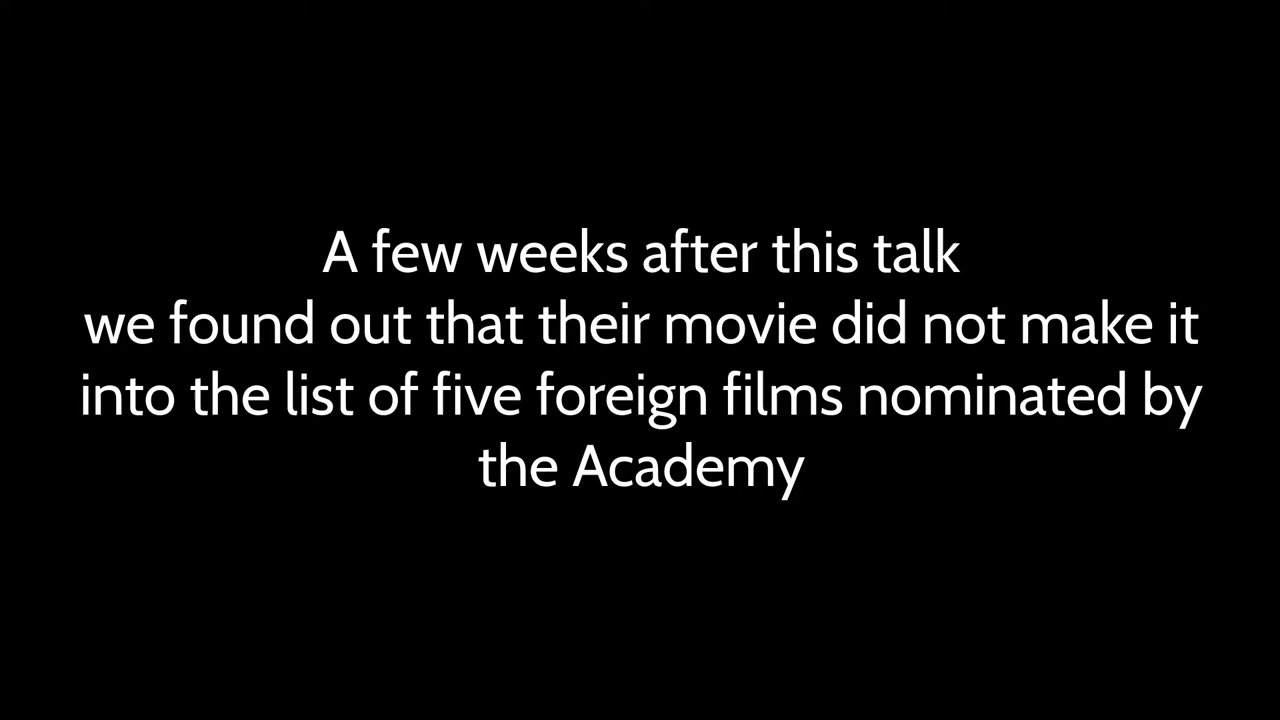 A few weeks after this talk
we found out that their movie did not make it
into the list of five foreign films nominated by
the Academy